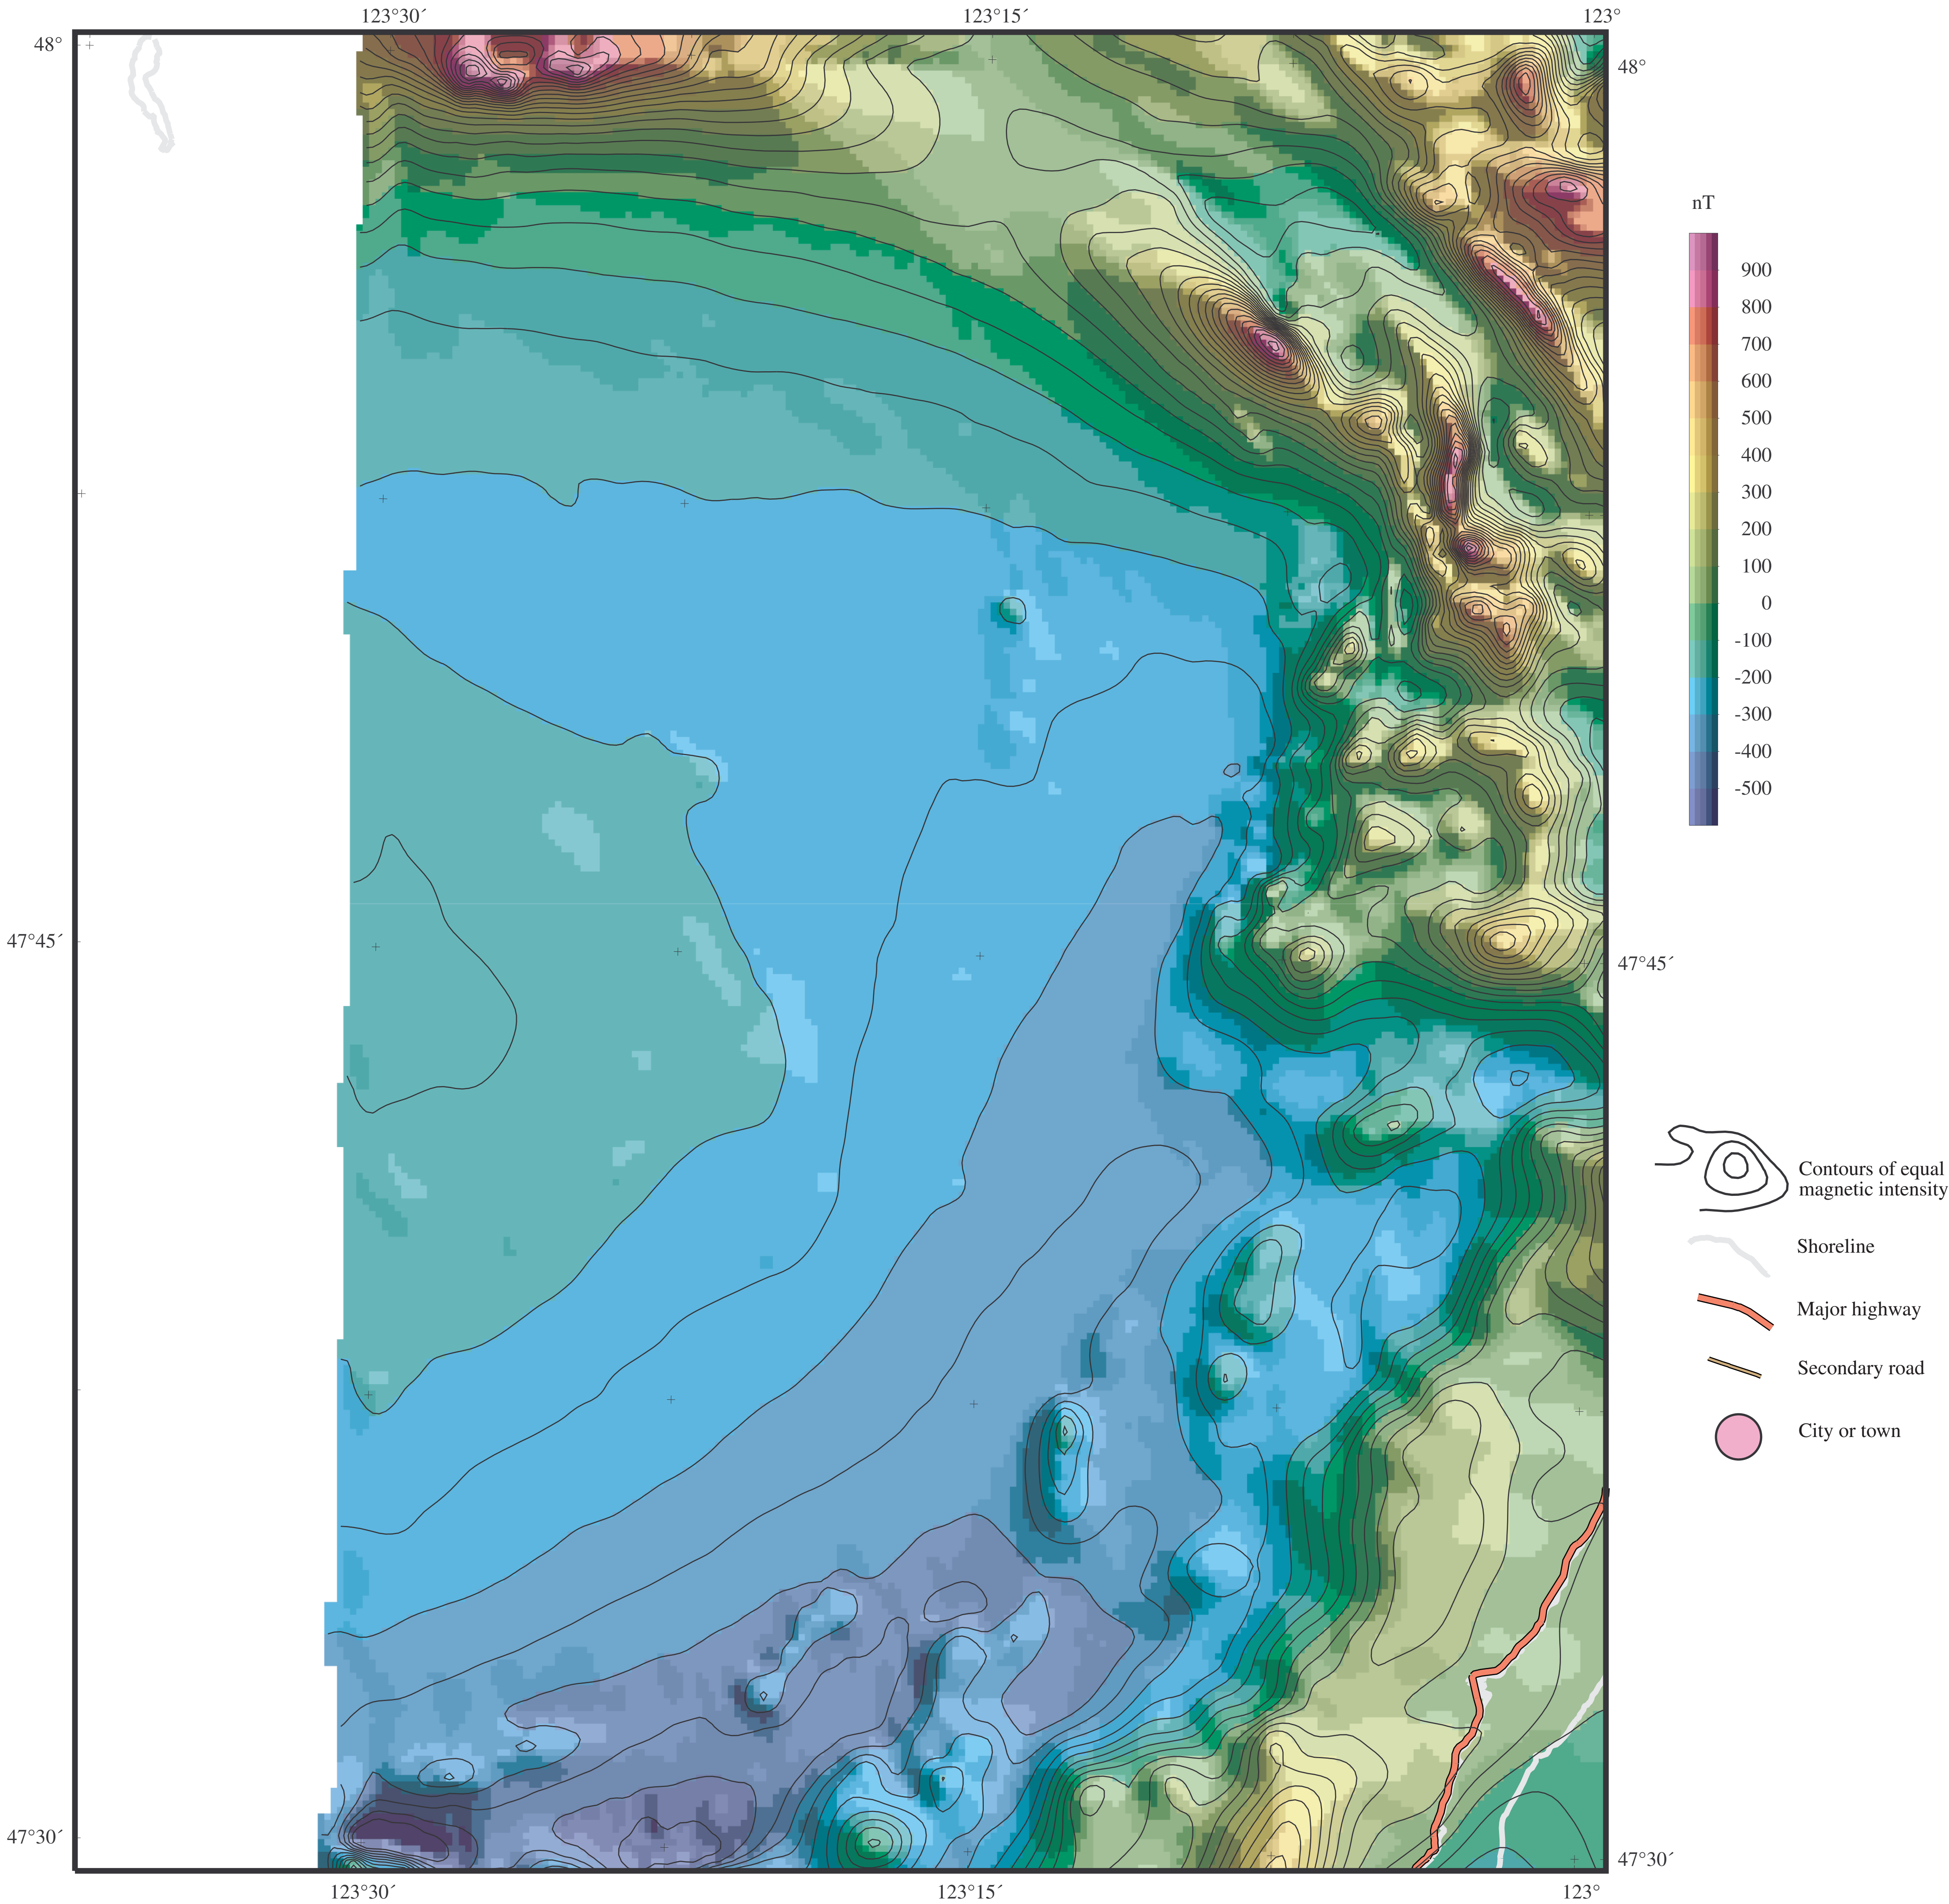 123°30´ 123°15´ 123°
48°
48°
nT
900
800
700
600
500
400
300
200
100
0
-100
-200
-300
-400
-500
47°45´
47°45´
Contours of equal
magnetic intensity
Shoreline
Major highway
Secondary road
City or town
47°30´
47°30´
123°30´ 123°15´ 123°